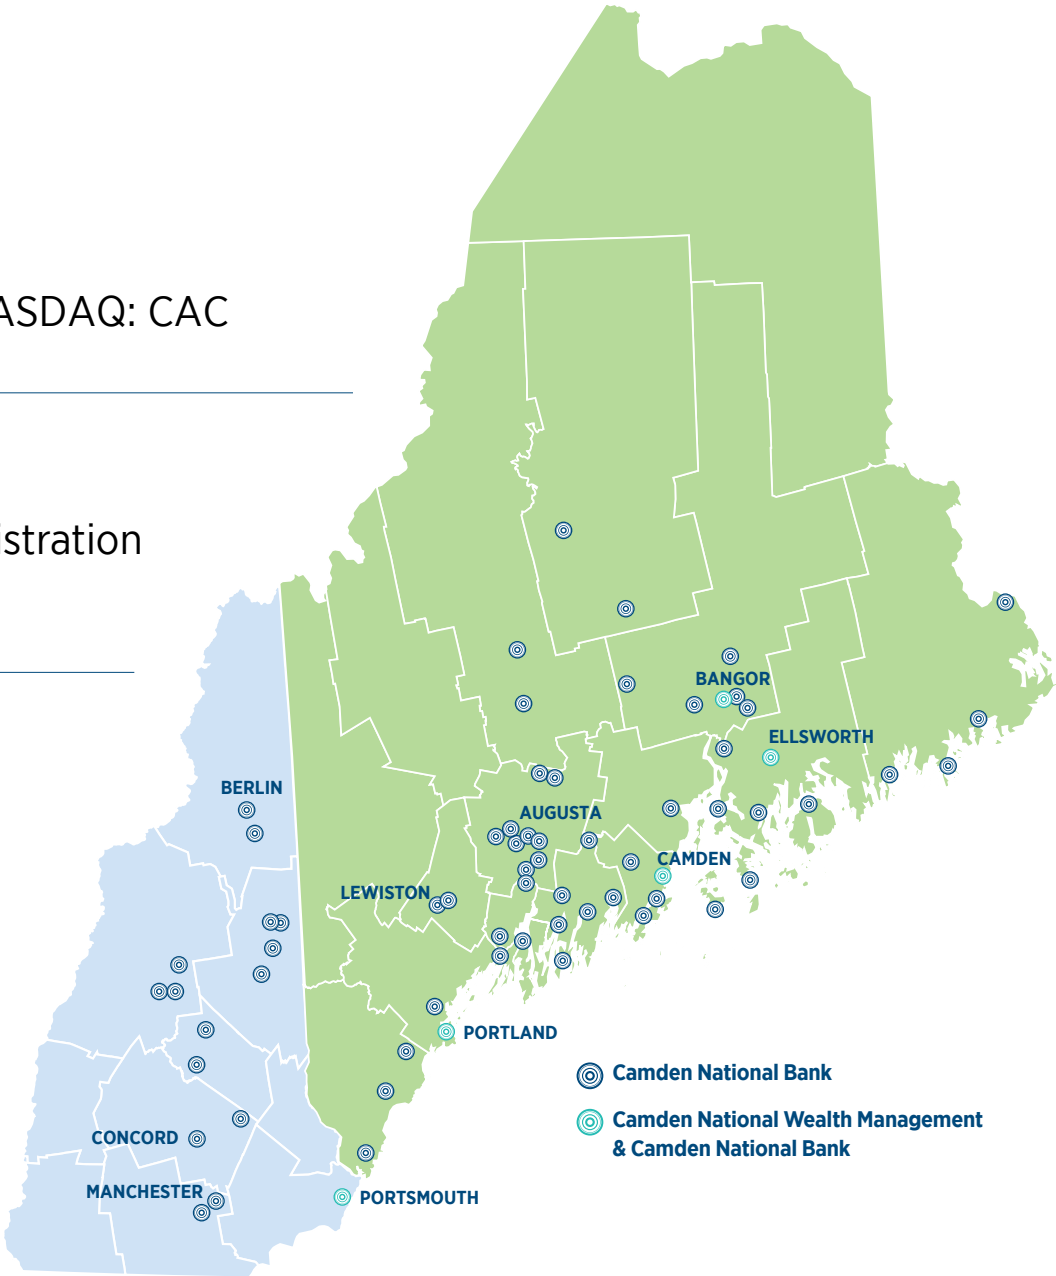 ASDAQ: CAC
istration
BANGOR
ELLSWORTH
BERLIN
AUGUSTA
CAMDEN
LEWISTON
PORTLAND
Camden National Bank
Camden National Wealth Management
& Camden National Bank
CONCORD
MANCHESTER
PORTSMOUTH